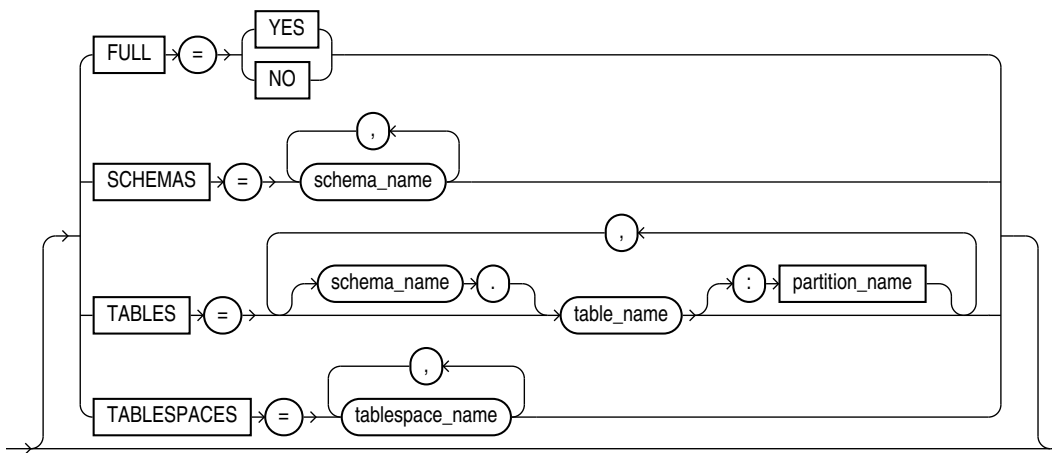 YES
FULL =
NO
,
SCHEMAS = schema_name
,
schema_name . : partition_name
TABLES = table_name
,
TABLESPACES = tablespace_name